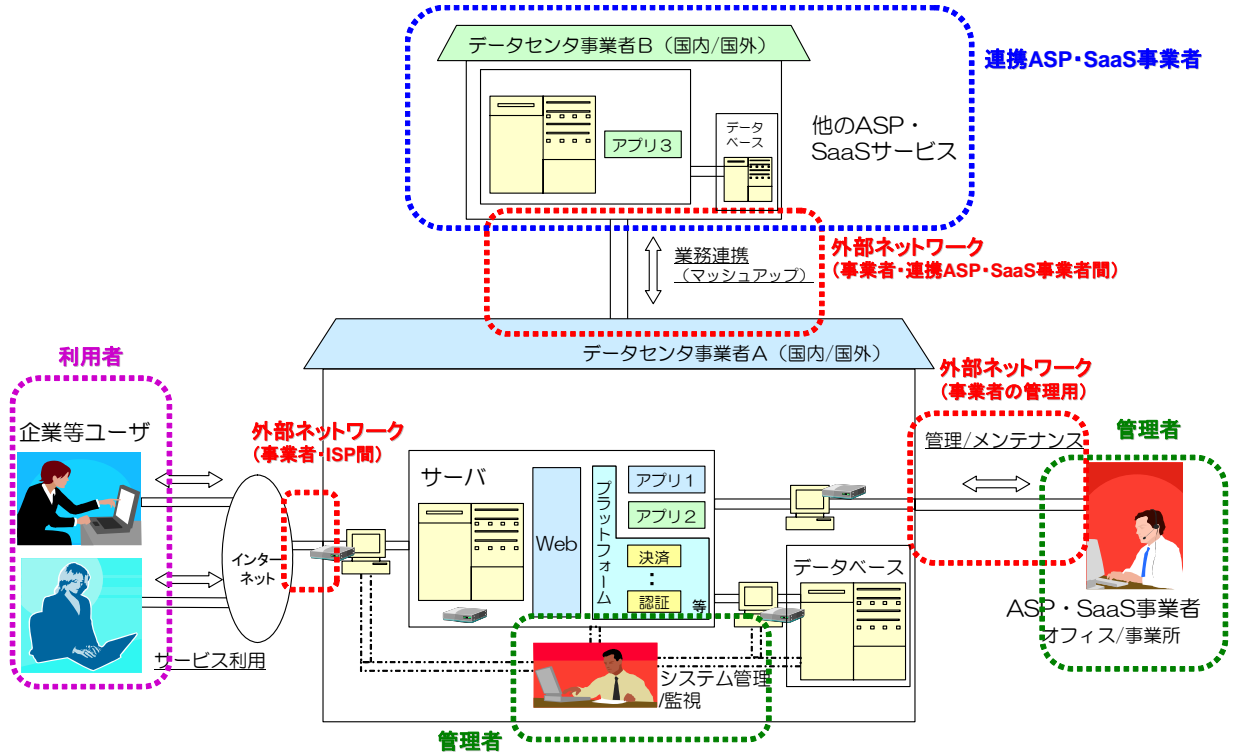 データセンタ事業者B（国内/国外）
連携ASP・SaaS事業者
アプリ3
データ
ベース
他のASP・
SaaSサービス
業務連携
（マッシュアップ）
外部ネットワーク
（事業者・連携ASP・SaaS事業者間）
データセンタ事業者A（国内/国外）
利用者
企業等ユーザ
外部ネットワーク
（事業者・ISP間）
外部ネットワーク
（事業者の管理用）
管理/メンテナンス
管理者
サーバ
Web
プラットフォーム
アプリ1
アプリ2
決済
：
認証
等
インター
ネット
データベース
サービス利用
ASP・SaaS事業者
オフィス/事業所
システム管理
/監視
管理者